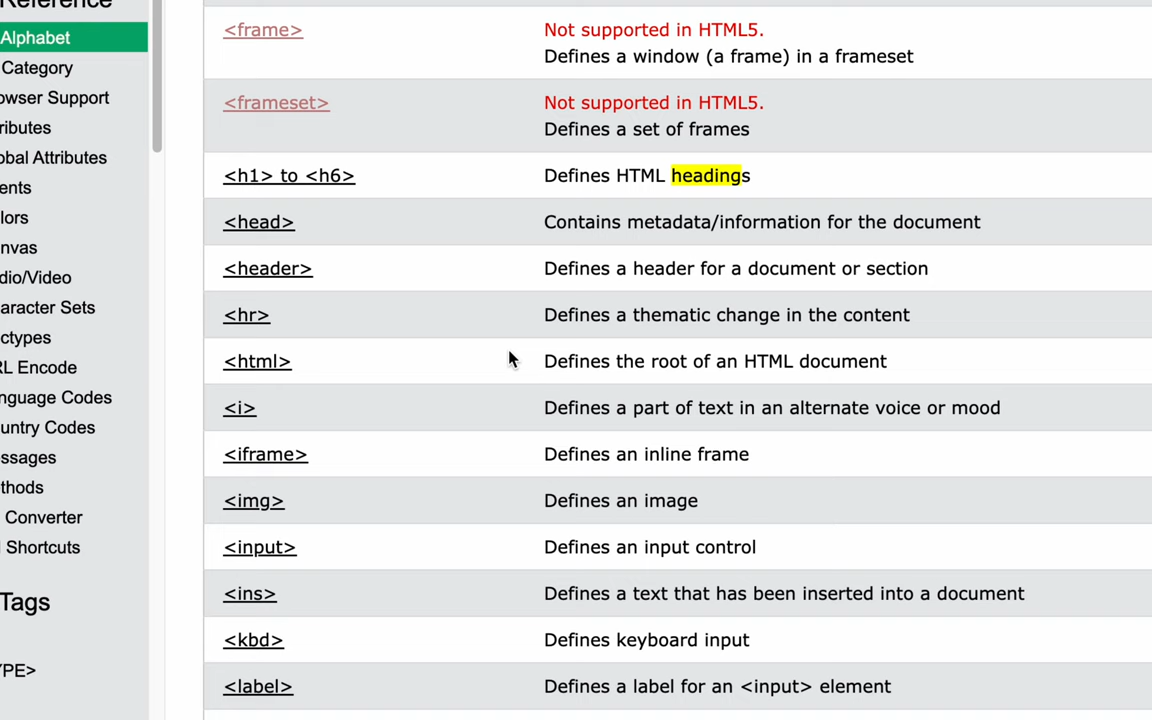 Reference
Alphabet
Category
owser Support
ributes
obal Attributes
ents
lors
nvas
dio/Video
aracter Sets
ctypes
RL Encode
nguage Codes
untry Codes
ssages
thods
Converter
Shortcuts
Tags
YPE>
<frame> Not supported in HTML5.
Defines a window (a frame) in a frameset
<frameset> Not supported in HTML5.
Defines a set of frames
<h1> to <h6> Defines HTML headings
<head> Contains metadata/information for the document
<header> Defines a header for a document or section
<hr> Defines a thematic change in the content
<html> Defines the root of an HTML document
<i> Defines a part of text in an alternate voice or mood
<iframe> Defines an inline frame
<img> Defines an image
<input> Defines an input control
<ins> Defines a text that has been inserted into a document
<kbd> Defines keyboard input
<label> Defines a label for an <input> element